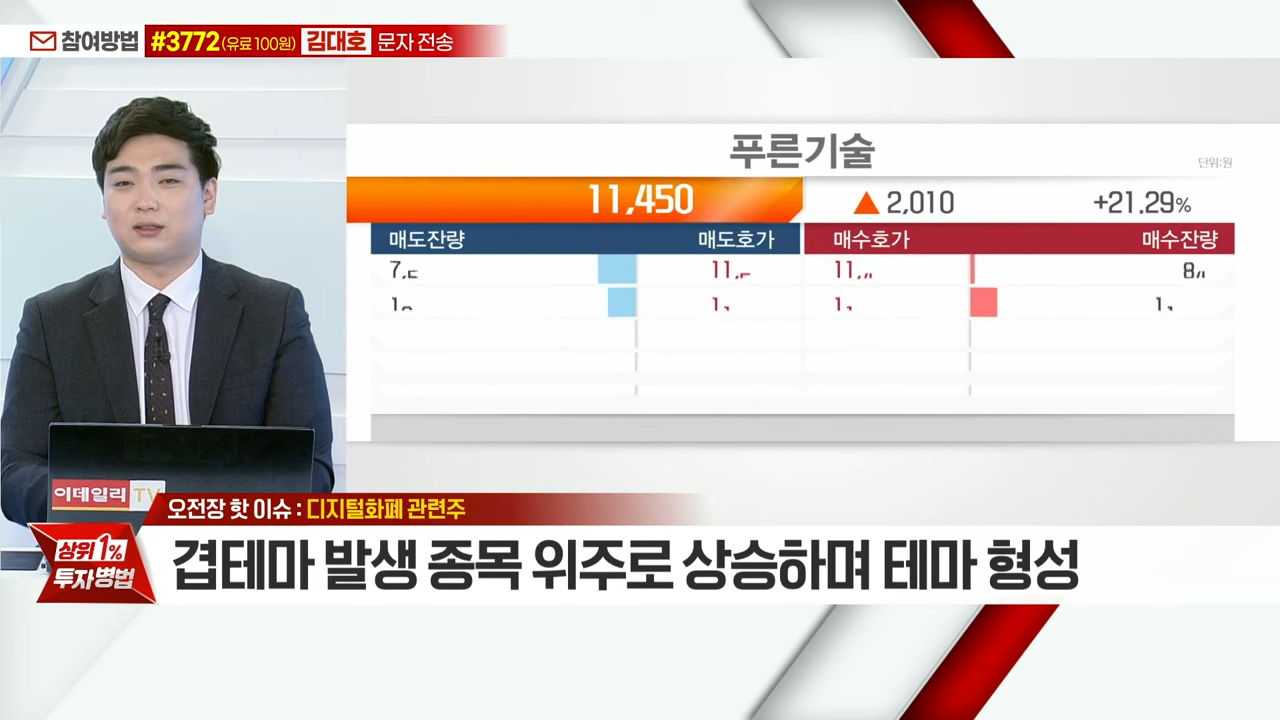 참여방법 #3772(유료 100원) 김대호 문자 전송
푸른기술
단위:원
11,450 ▲ 2,010 +21.29%
매도잔량 매도호가 매수호가 매수잔량
이데일리 TV
오전장 핫 이슈 : 디지털화폐 관련주
상위 1%
투자병법
겹테마 발생 종목 위주로 상승하며 테마 형성